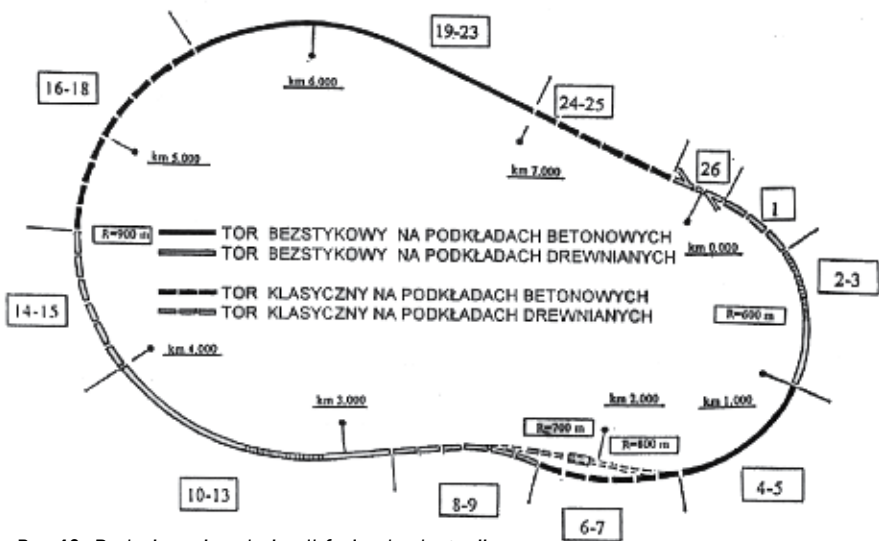 19-23
16-18
km 6,000
24-25
km 5,000
km 7,000
26
1
R=900 m
TOR BEZSTYKOWY NA PODKŁADACH BETONOWYCH
km 0,000
TOR BEZSTYKOWY NA PODKŁADACH DREWNIANYCH
2-3
14-15
TOR KLASYCZNY NA PODKŁADACH BETONOWYCH
TOR KLASYCZNY NA PODKŁADACH DREWNIANYCH
R=600 m
km 4,000
km 3,000
km 2,000
km 1,000
R=700 m
R=800 m
10-13
8-9
6-7
4-5